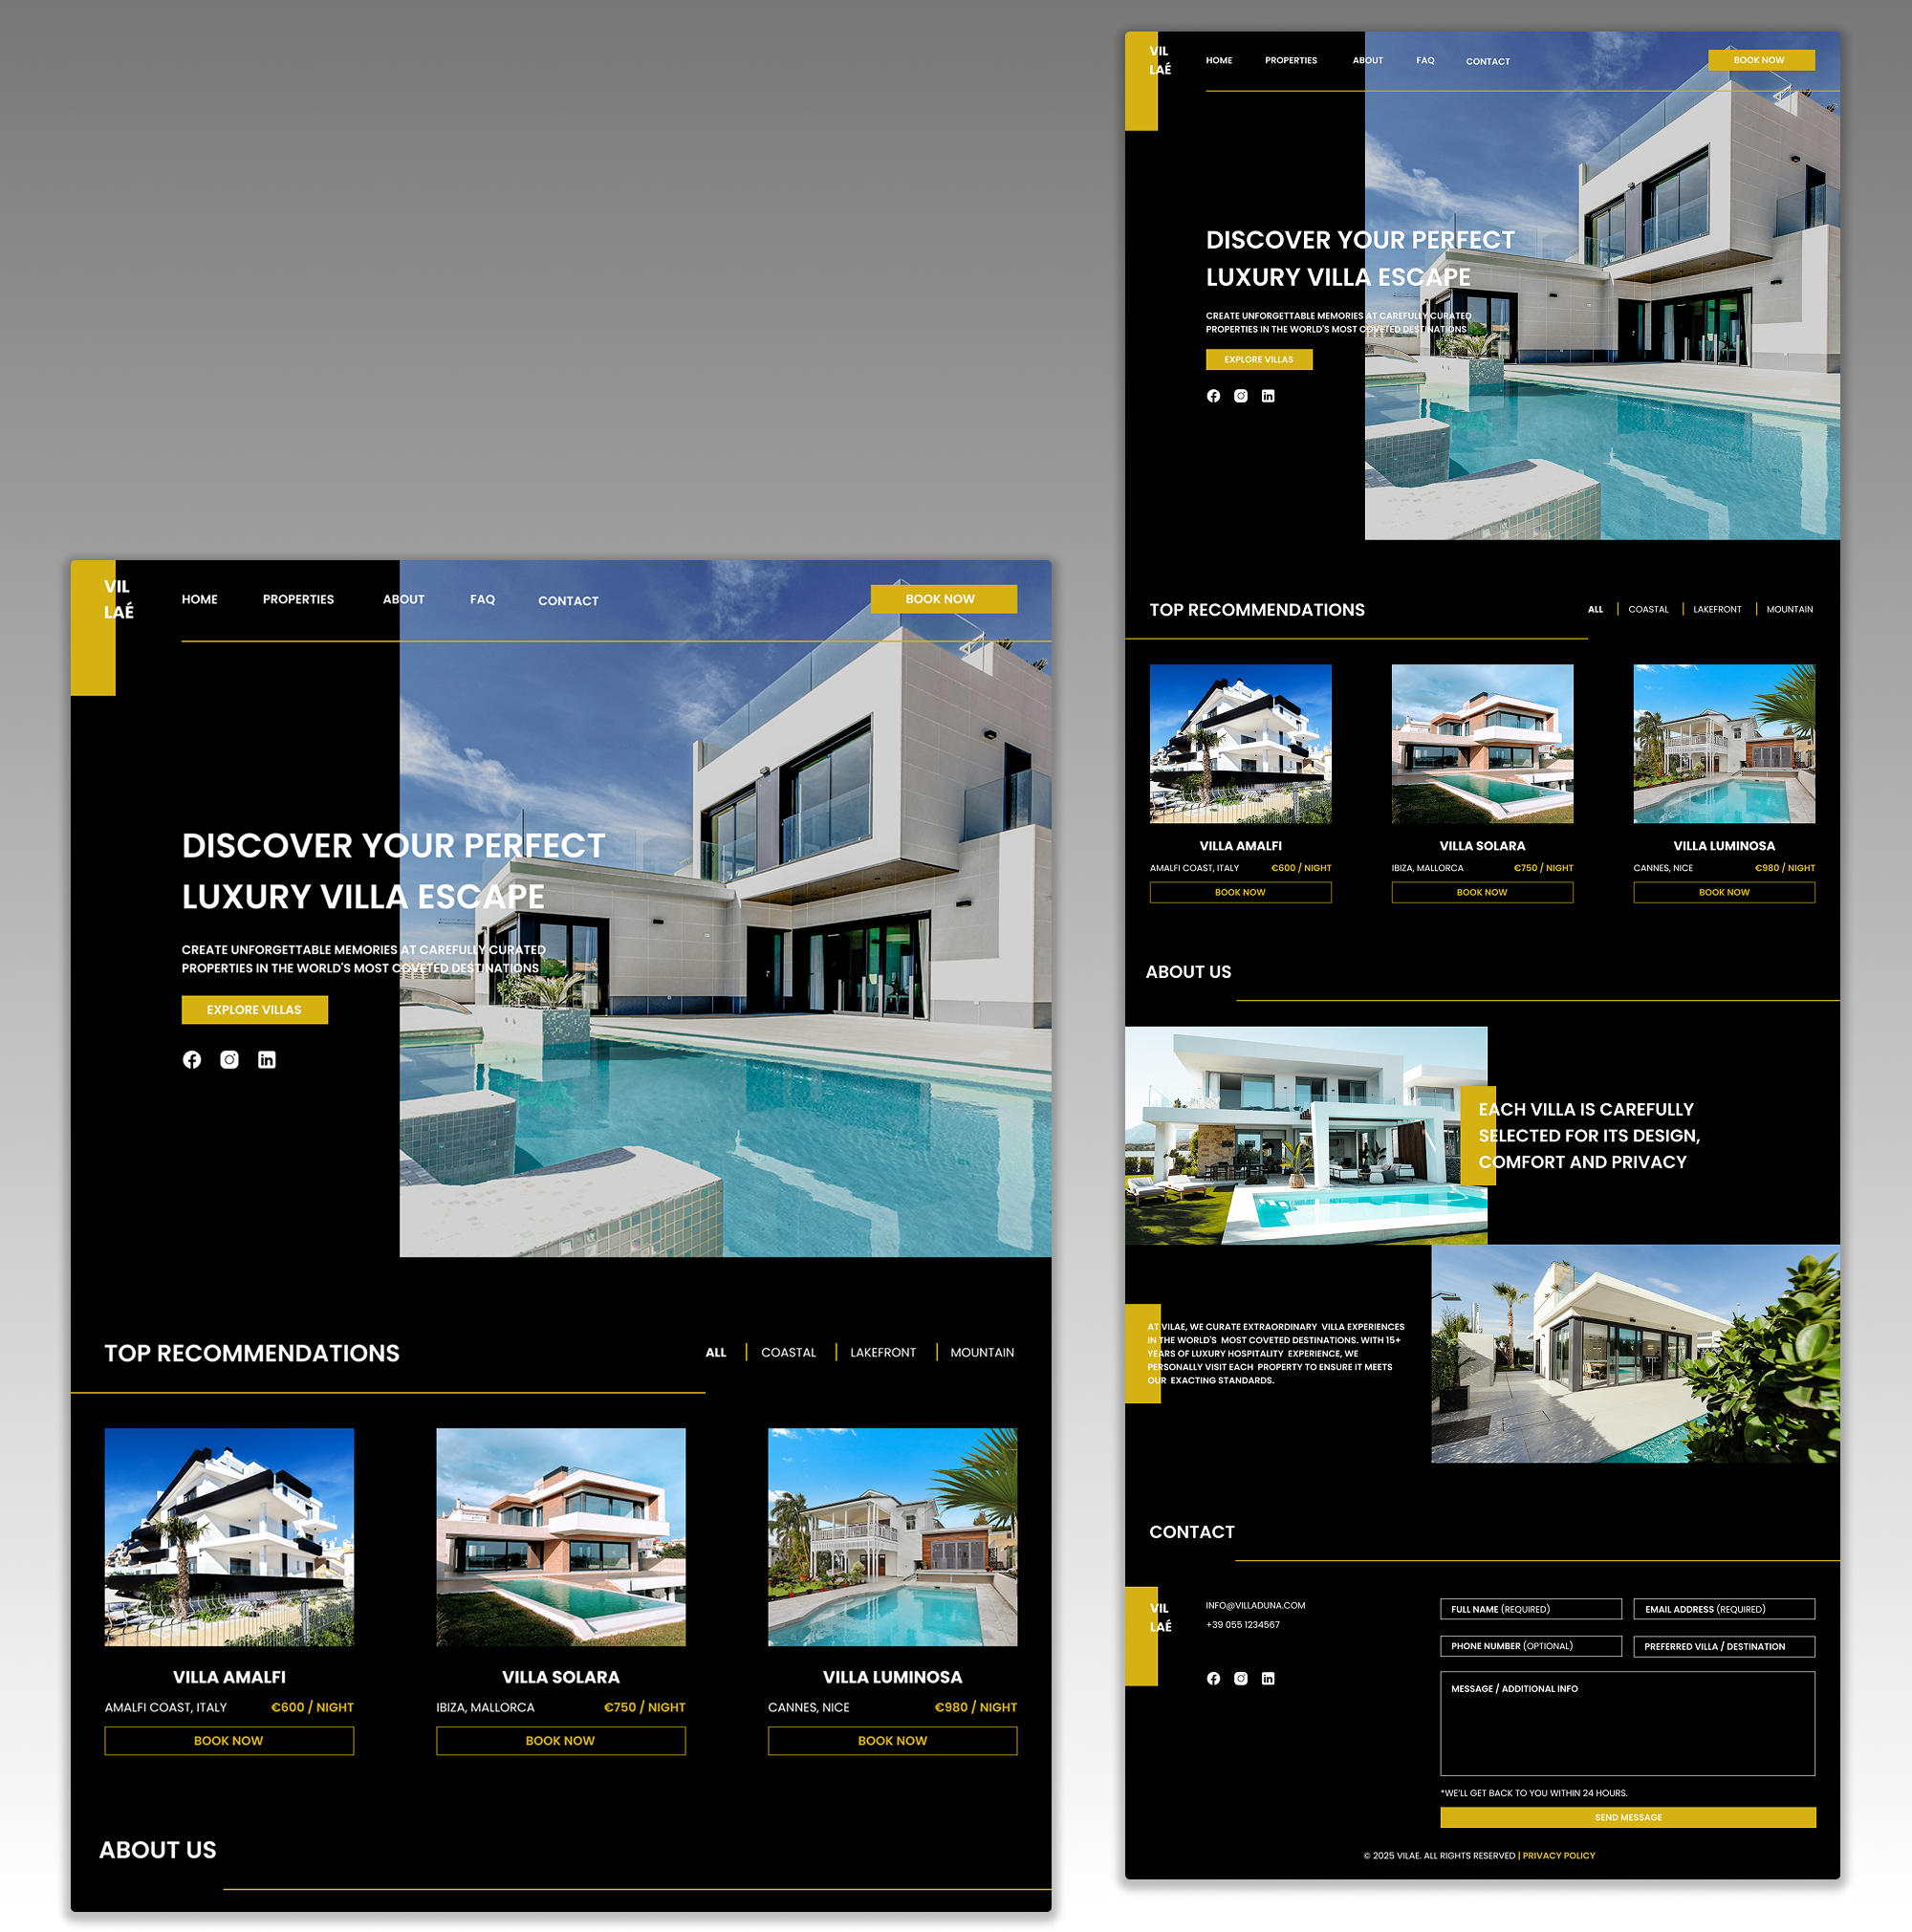 VIL
LAÉ
HOME PROPERTIES ABOUT FAQ CONTACT BOOK NOW
DISCOVER YOUR PERFECT
LUXURY VILLA ESCAPE
CREATE UNFORGETTABLE MEMORIES AT CAREFULLY CURATED
PROPERTIES IN THE WORLD'S MOST COVETED DESTINATIONS
EXPLORE VILLAS
TOP RECOMMENDATIONS
ALL COASTAL LAKEFRONT MOUNTAIN
VILLA AMALFI
AMALFI COAST, ITALY €600 / NIGHT
BOOK NOW
VILLA SOLARA
IBIZA, MALLORCA €750 / NIGHT
BOOK NOW
VILLA LUMINOSA
CANNES, NICE €980 / NIGHT
BOOK NOW
ABOUT US
VIL
LAÉ
HOME PROPERTIES ABOUT FAQ CONTACT BOOK NOW
DISCOVER YOUR PERFECT
LUXURY VILLA ESCAPE
CREATE UNFORGETTABLE MEMORIES AT CAREFULLY CURATED
PROPERTIES IN THE WORLD'S MOST COVETED DESTINATIONS
EXPLORE VILLAS
TOP RECOMMENDATIONS
ALL COASTAL LAKEFRONT MOUNTAIN
VILLA AMALFI
AMALFI COAST, ITALY €600 / NIGHT
BOOK NOW
VILLA SOLARA
IBIZA, MALLORCA €750 / NIGHT
BOOK NOW
VILLA LUMINOSA
CANNES, NICE €980 / NIGHT
BOOK NOW
ABOUT US
EACH VILLA IS CAREFULLY
SELECTED FOR ITS DESIGN,
COMFORT AND PRIVACY
AT VILAE, WE CURATE EXTRAORDINARY VILLA EXPERIENCES
IN THE WORLD'S MOST COVETED DESTINATIONS. WITH 15+
YEARS OF LUXURY HOSPITALITY EXPERIENCE, WE
PERSONALLY VISIT EACH PROPERTY TO ENSURE IT MEETS
OUR EXACTING STANDARDS.
CONTACT
VIL
LAÉ
INFO@VILLADUNA.COM
+39 055 1234567
FULL NAME (REQUIRED) EMAIL ADDRESS (REQUIRED)
PHONE NUMBER (OPTIONAL) PREFERRED VILLA / DESTINATION
MESSAGE / ADDITIONAL INFO
*WE'LL GET BACK TO YOU WITHIN 24 HOURS.
SEND MESSAGE
© 2025 VILAE. ALL RIGHTS RESERVED | PRIVACY POLICY